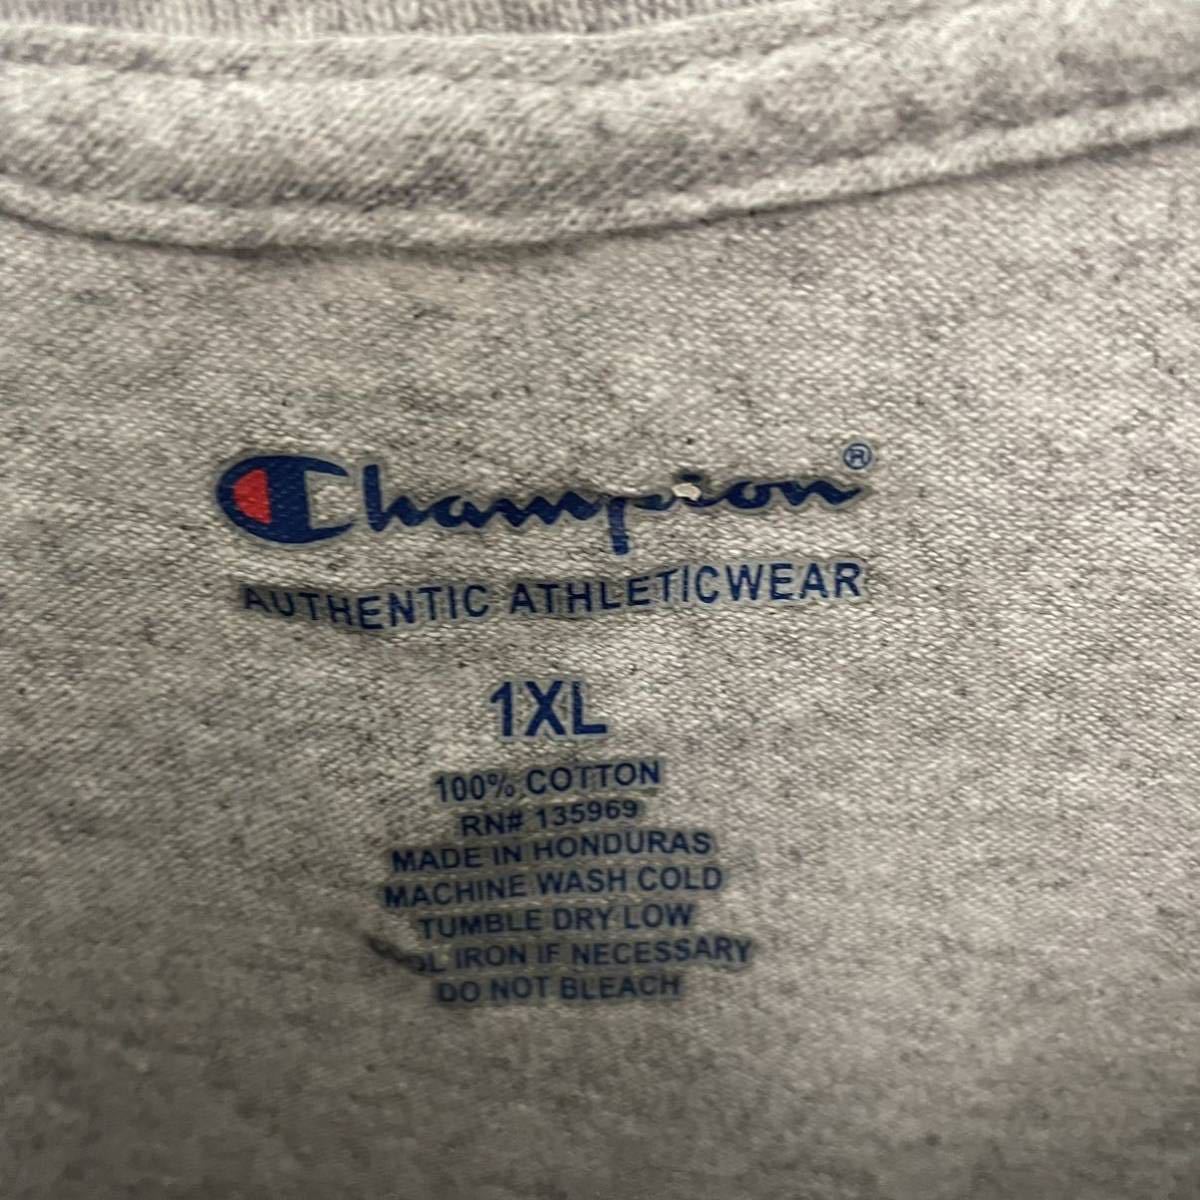 Champion®
AUTHENTIC ATHLETICWEAR
1XL
100% COTTON
RN# 135969
MADE IN HONDURAS
MACHINE WASH COLD
TUMBLE DRY LOW
IRON IF NECESSARY
DO NOT BLEACH